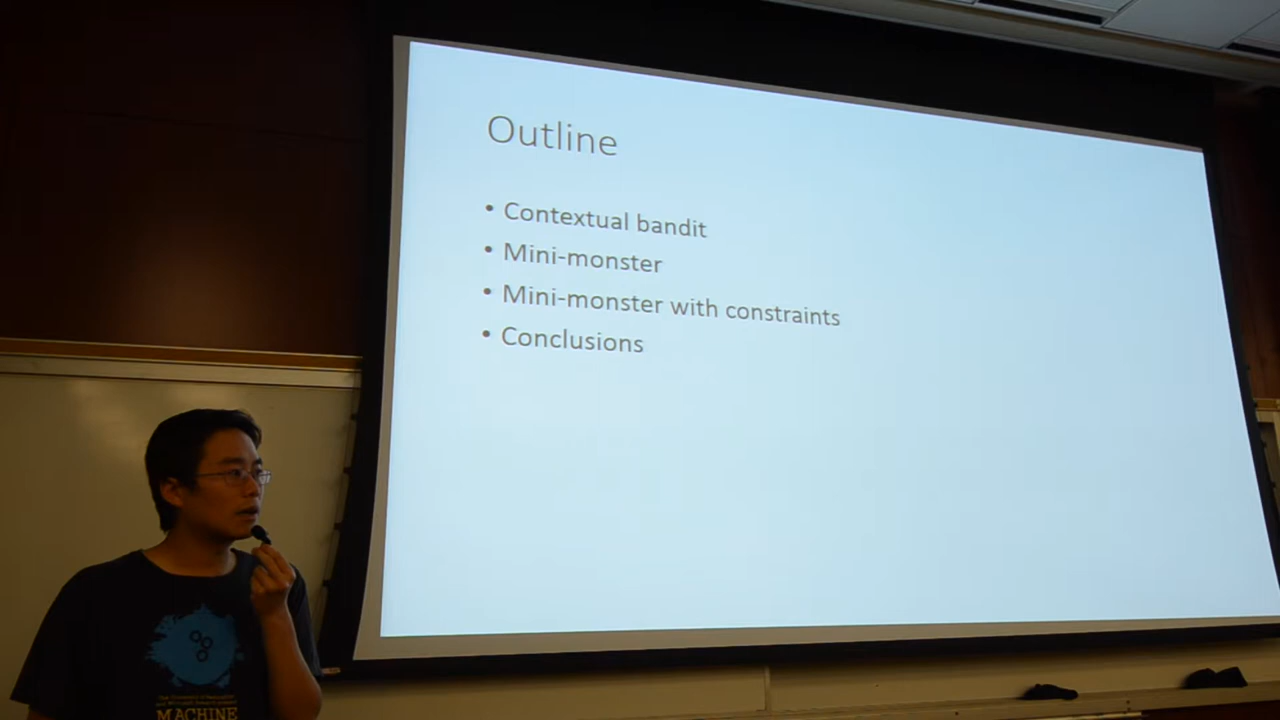 Outline
• Contextual bandit
• Mini-monster
• Mini-monster with constraints
• Conclusions
MACHINE